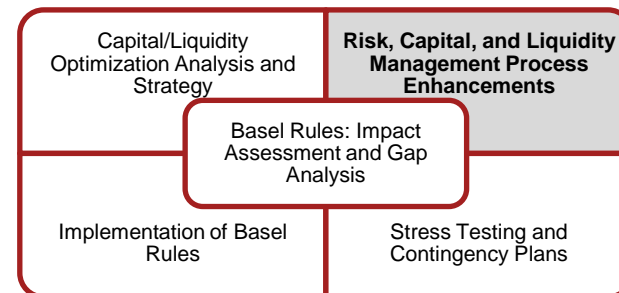 Capital/Liquidity
Optimization Analysis and
Strategy
Risk, Capital, and Liquidity
Management Process
Enhancements
Basel Rules: Impact
Assessment and Gap
Analysis
Implementation of Basel
Rules
Stress Testing and
Contingency Plans